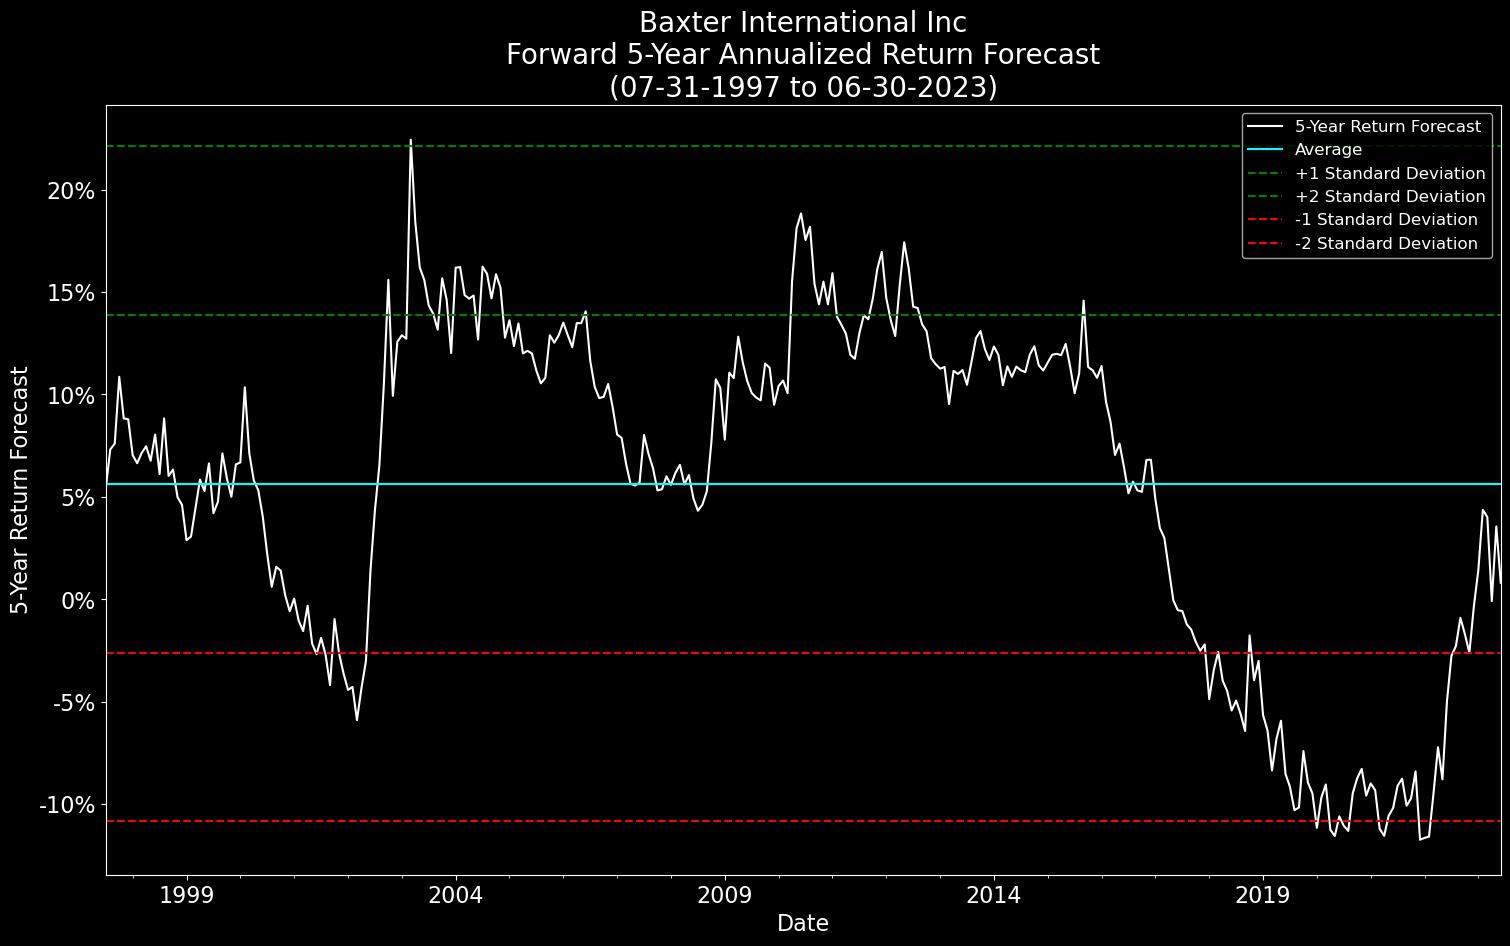 Baxter International Inc
Forward 5-Year Annualized Return Forecast
(07-31-1997 to 06-30-2023)
5-Year Return Forecast
Average
+1 Standard Deviation
+2 Standard Deviation
-1 Standard Deviation
-2 Standard Deviation
5-Year Return Forecast
20%
15%
10%
5%
0%
-5%
-10%
1999
2004
2009
2014
2019
Date